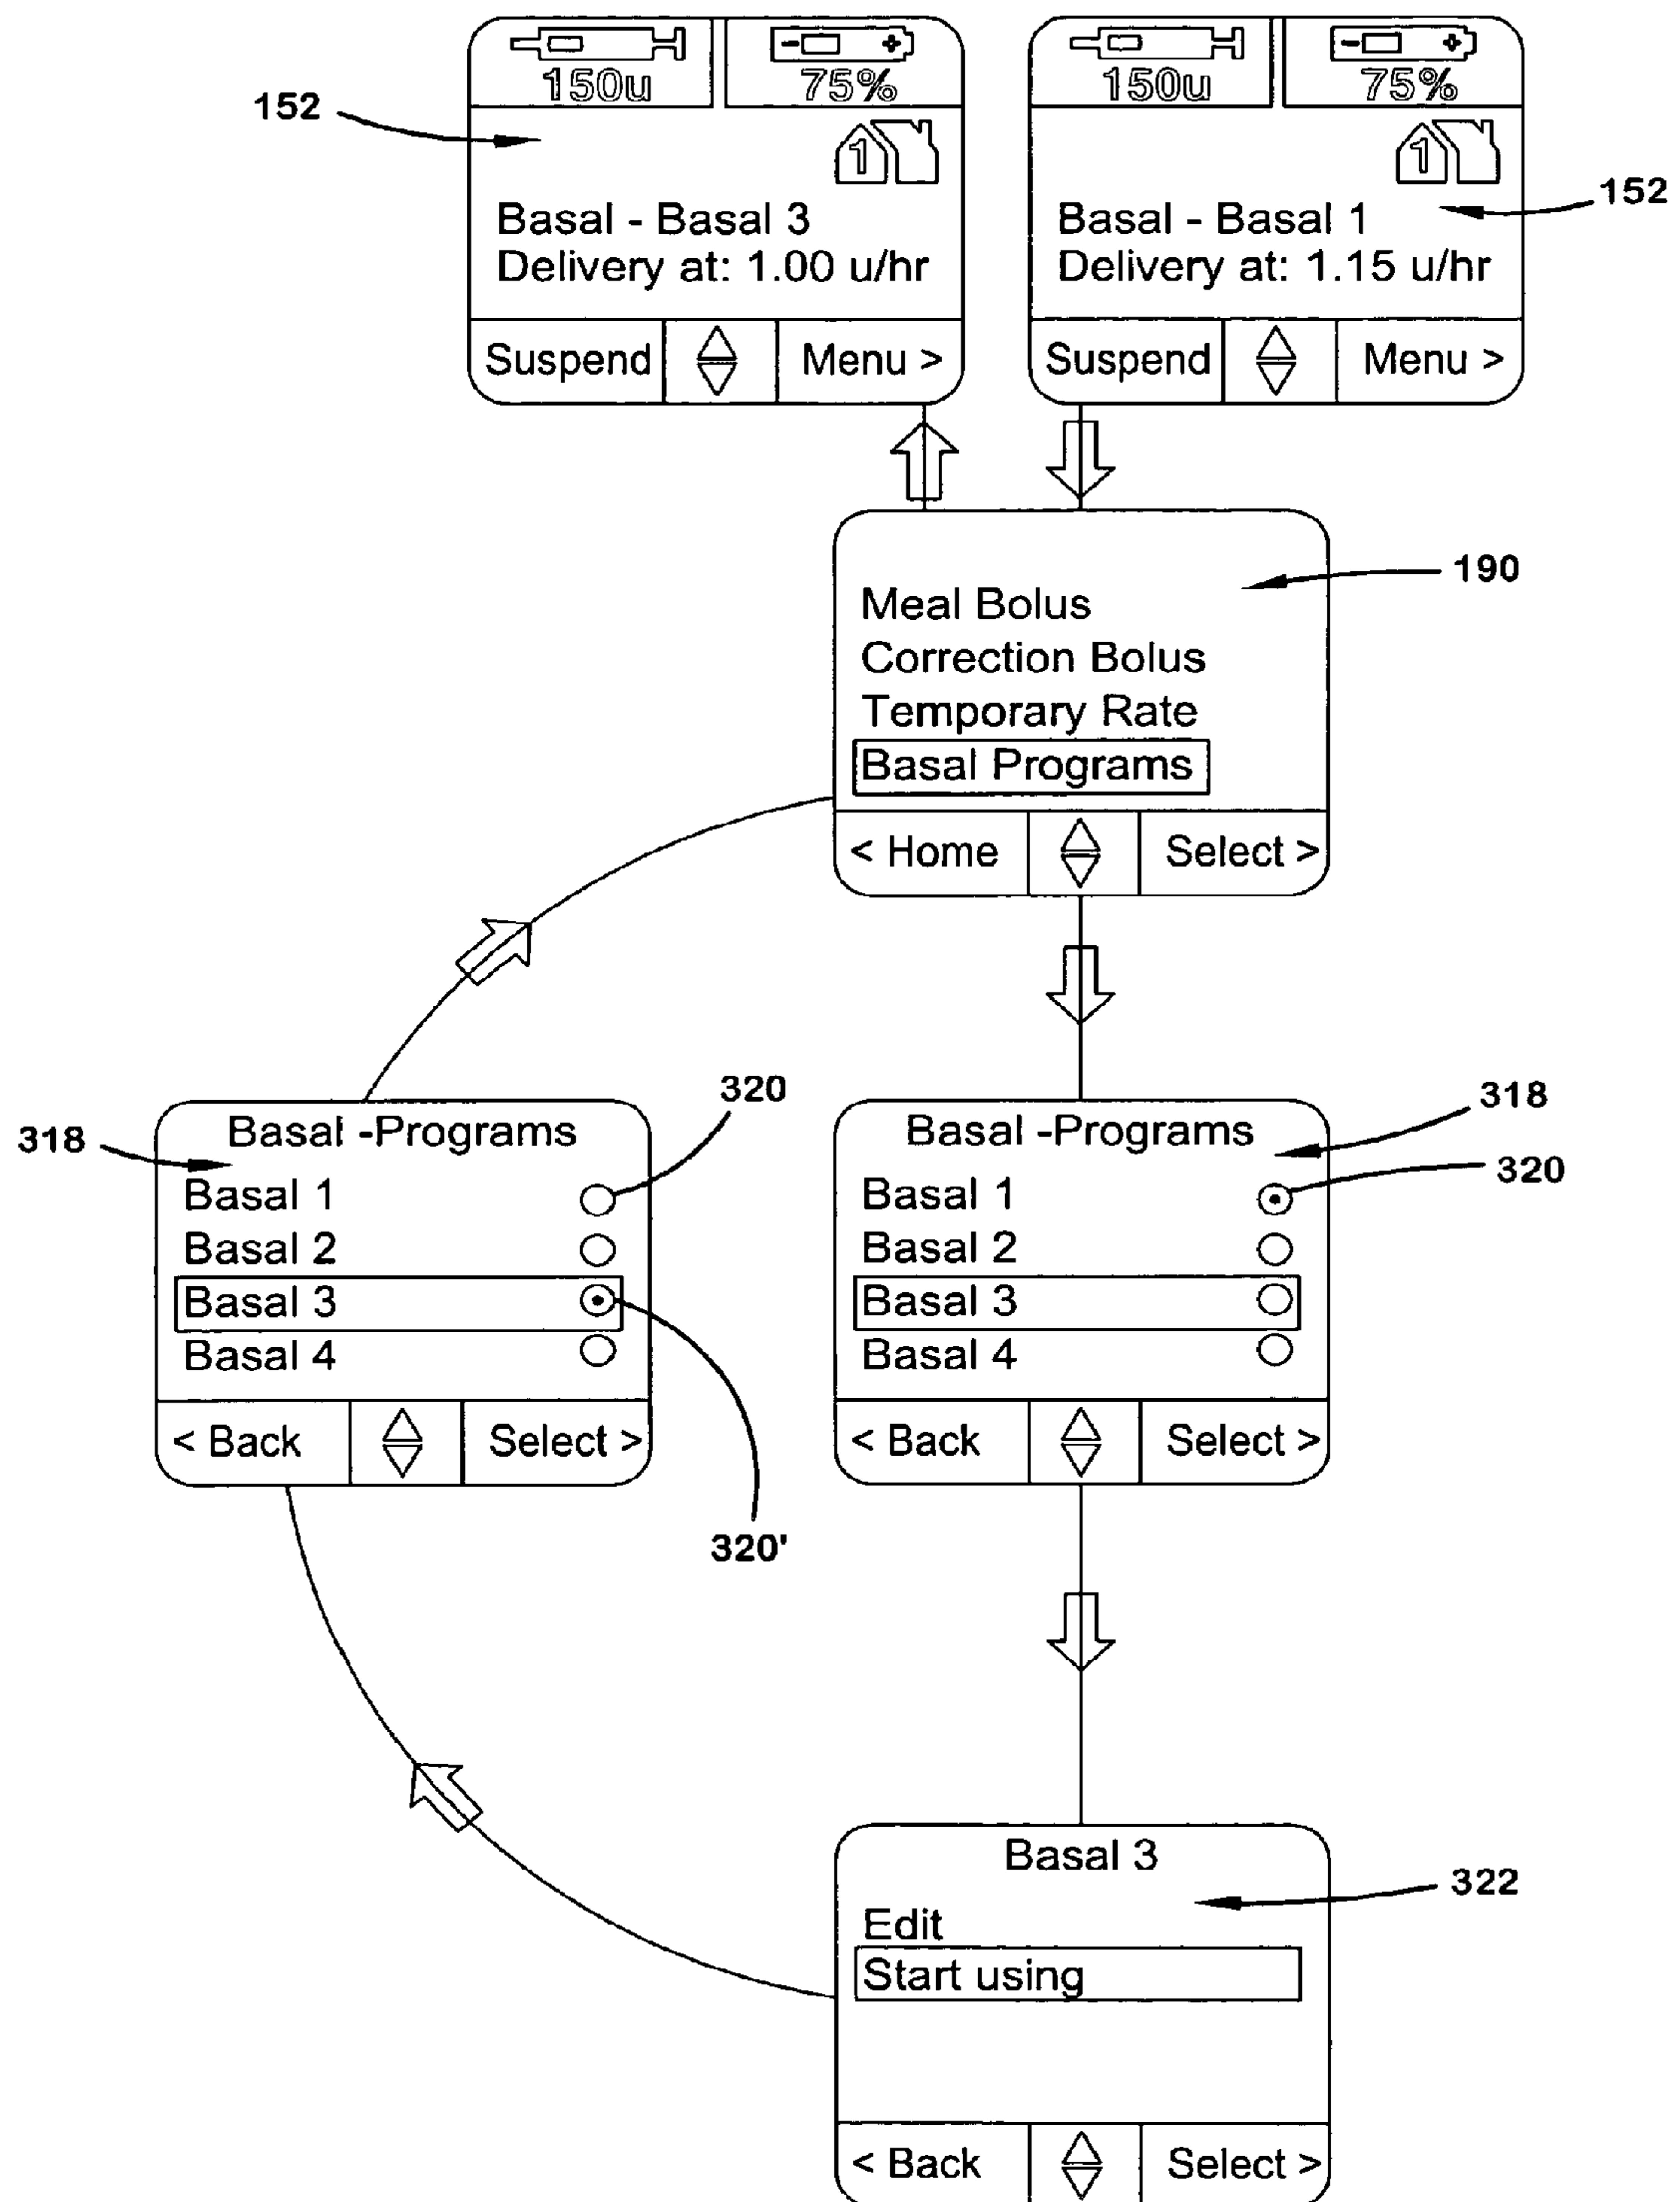 150u 75%
152
1
Basal - Basal 3
Delivery at: 1.00 u/hr
Suspend Menu >
150u 75%
1
152
Basal - Basal 1
Delivery at: 1.15 u/hr
Suspend Menu >
190
Meal Bolus
Correction Bolus
Temporary Rate
Basal Programs
< Home Select >
318
320
Basal -Programs
Basal 1
Basal 2
Basal 3
Basal 4
< Back Select >
320'
318
320
Basal -Programs
Basal 1
Basal 2
Basal 3
Basal 4
< Back Select >
322
Basal 3
Edit
Start using
< Back Select >